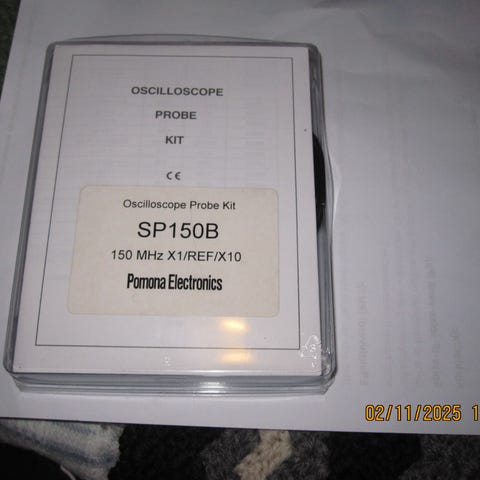 OSCILLOSCOPE
PROBE
KIT
CE
Oscilloscope Probe Kit
SP150B
150 MHz X1/REF/X10
Pomona Electronics
02/11/2025